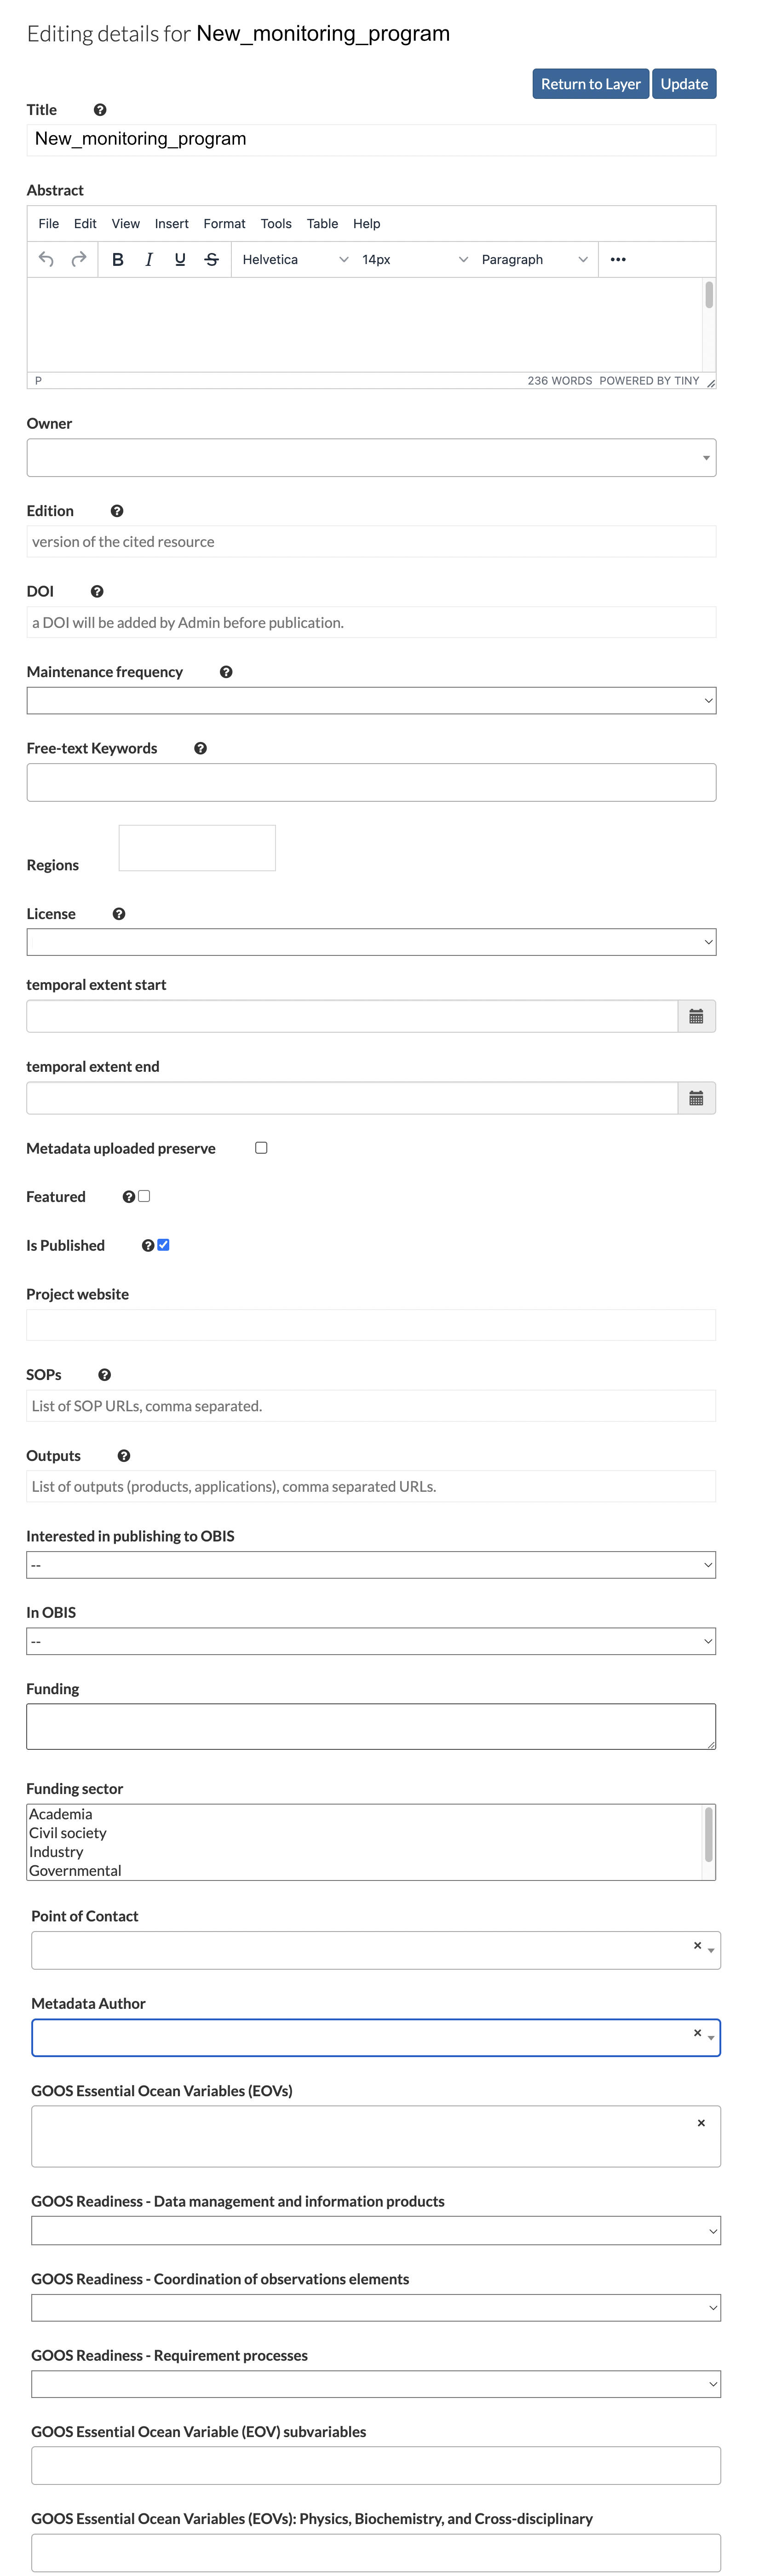 Editing details for New_monitoring_program
Return to Layer Update
Title
New_monitoring_program
Abstract
File Edit View Insert Format Tools Table Help
B I U S Helvetica 14px Paragraph
P 236 WORDS POWERED BY TINY
Owner
Edition
version of the cited resource
DOI
a DOI will be added by Admin before publication.
Maintenance frequency
Free-text Keywords
Regions
License
temporal extent start
temporal extent end
Metadata uploaded preserve
Featured
Is Published
Project website
SOPs
List of SOP URLs, comma separated.
Outputs
List of outputs (products, applications), comma separated URLs.
Interested in publishing to OBIS
--
In OBIS
--
Funding
Funding sector
Academia
Civil society
Industry
Governmental
Point of Contact
Metadata Author
GOOS Essential Ocean Variables (EOVs)
GOOS Readiness - Data management and information products
GOOS Readiness - Coordination of observations elements
GOOS Readiness - Requirement processes
GOOS Essential Ocean Variable (EOV) subvariables
GOOS Essential Ocean Variables (EOVs): Physics, Biochemistry, and Cross-disciplinary